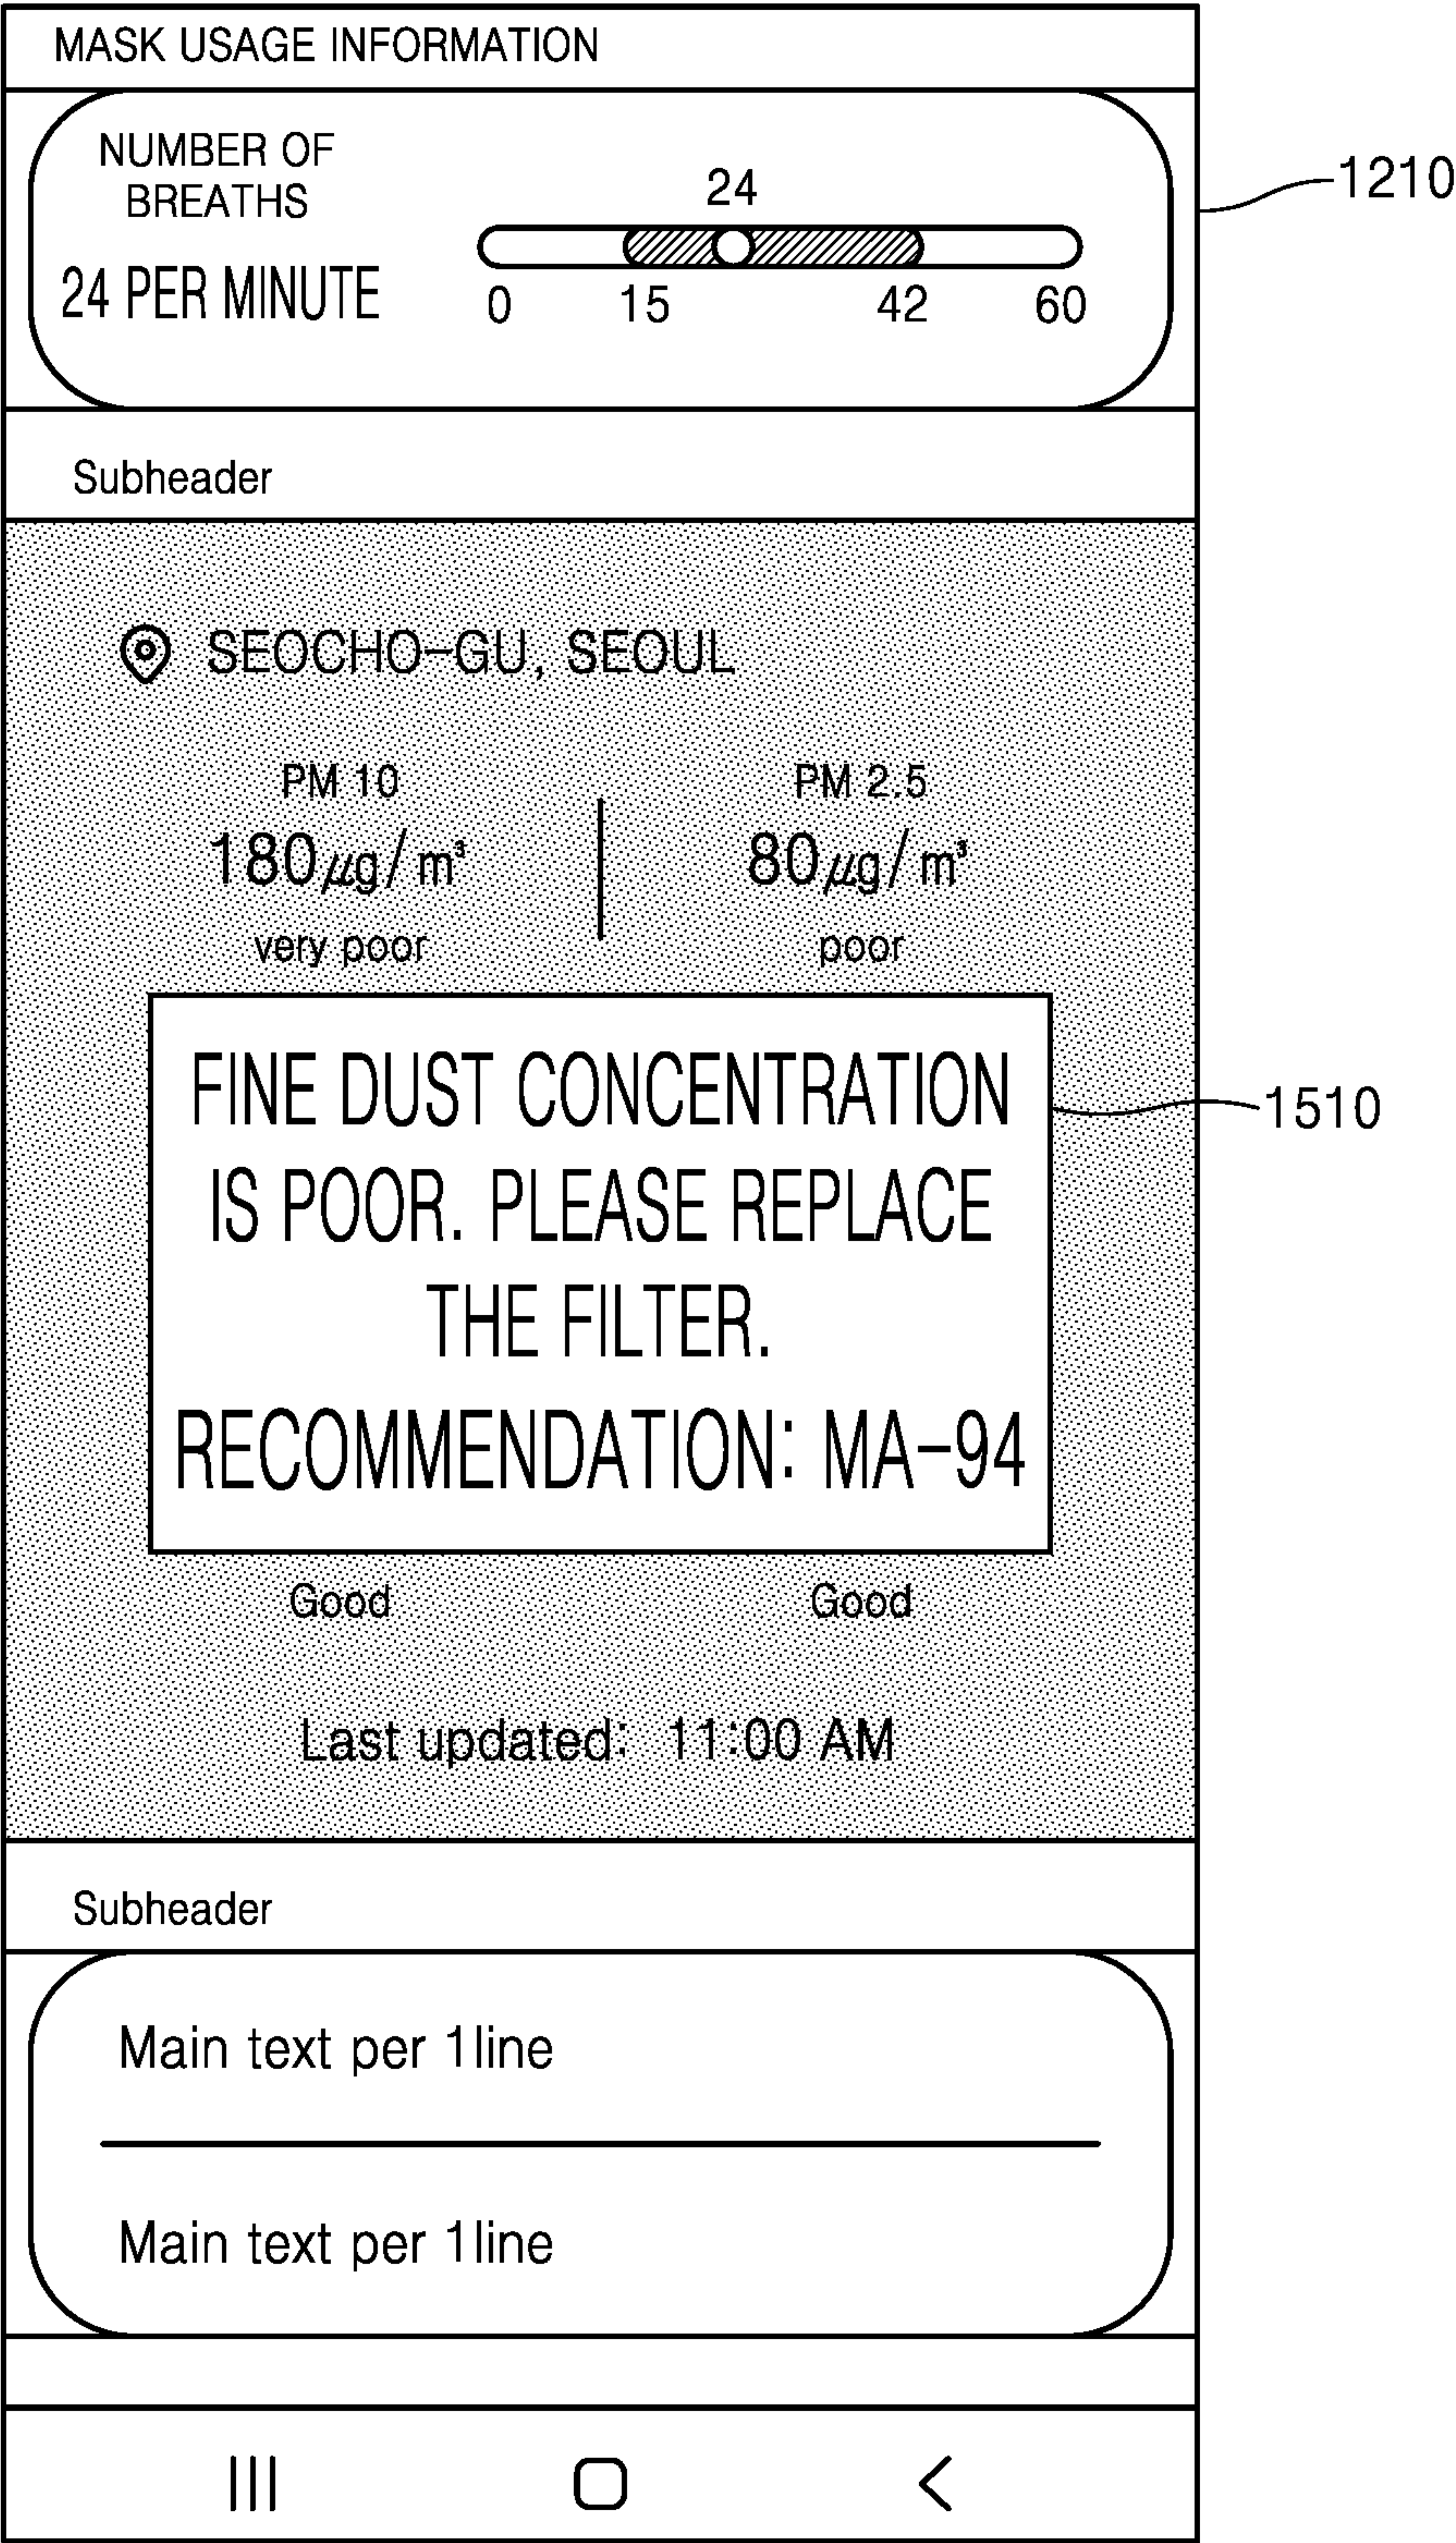 MASK USAGE INFORMATION
NUMBER OF
BREATHS
24 PER MINUTE
24
0 15 42 60
1210
Subheader
SEOCHO-GU, SEOUL
PM 10 PM 2.5
180㎍/㎥ 80㎍/㎥
very poor poor
FINE DUST CONCENTRATION
IS POOR. PLEASE REPLACE
THE FILTER.
RECOMMENDATION: MA-94
1510
Good Good
Last updated: 11:00 AM
Subheader
Main text per 1line
Main text per 1line